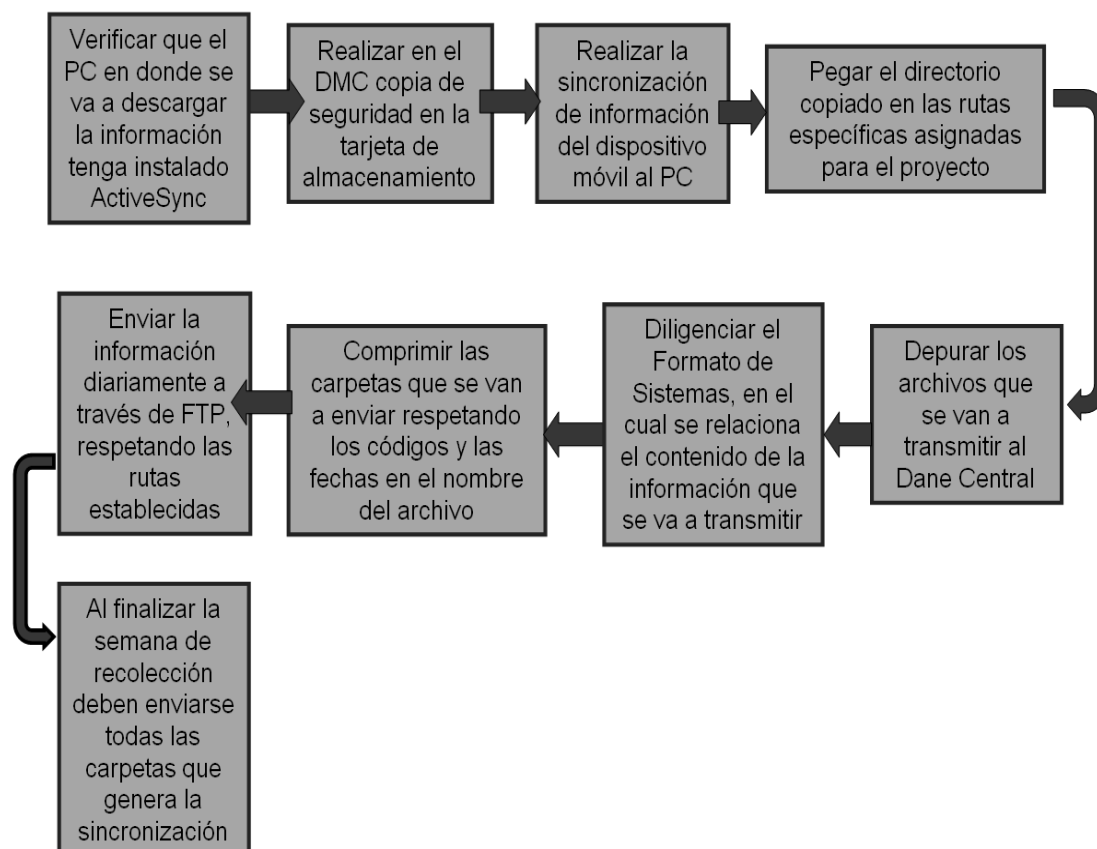 Verificar que el
PC en donde se
va a descargar
la información
tenga instalado
ActiveSync
Realizar en el
DMC copia de
seguridad en la
tarjeta de
almacenamiento
Realizar la
sincronización
de información
del dispositivo
móvil al PC
Pegar el directorio
copiado en las rutas
específicas asignadas
para el proyecto
Depurar los
archivos que
se van a
transmitir al
Dane Central
Diligenciar el
Formato de
Sistemas, en el
cual se relaciona
el contenido de la
información que
se va a transmitir
Comprimir las
carpetas que se van
a enviar respetando
los códigos y las
fechas en el nombre
del archivo
Enviar la
información
diariamente a
través de FTP,
respetando las
rutas
establecidas
Al finalizar la
semana de
recolección
deben enviarse
todas las
carpetas que
genera la
sincronización